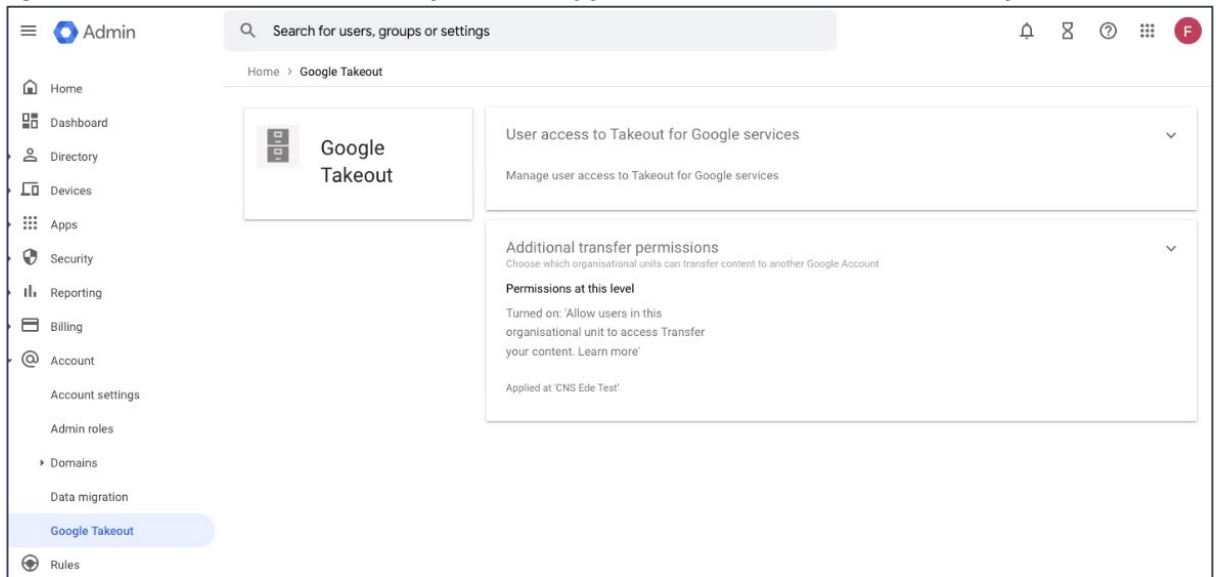 Admin
Search for users, groups or settings
F
Home > Google Takeout
Home
Dashboard
Directory
Devices
Apps
Security
Reporting
Billing
Account
Account settings
Admin roles
Domains
Data migration
Google Takeout
Rules
Google
Takeout
User access to Takeout for Google services
Manage user access to Takeout for Google services
Additional transfer permissions
Choose which organisational units can transfer content to another Google Account
Permissions at this level
Turned on: 'Allow users in this
organisational unit to access Transfer
your content. Learn more'
Applied at 'CNS Ede Test'